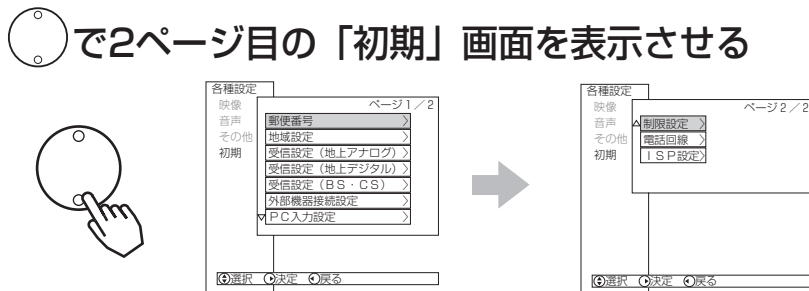 で2ページ目の「初期」画面を表示させる
各種設定
映像
音声
その他
初期
ページ1／2
郵便番号
地域設定
受信設定（地上アナログ）
受信設定（地上デジタル）
受信設定（BS・CS）
外部機器接続設定
PC入力設定
選択 決定 戻る
各種設定
映像
音声
その他
初期
ページ2／2
制限設定
電話回線
ISP設定
選択 決定 戻る